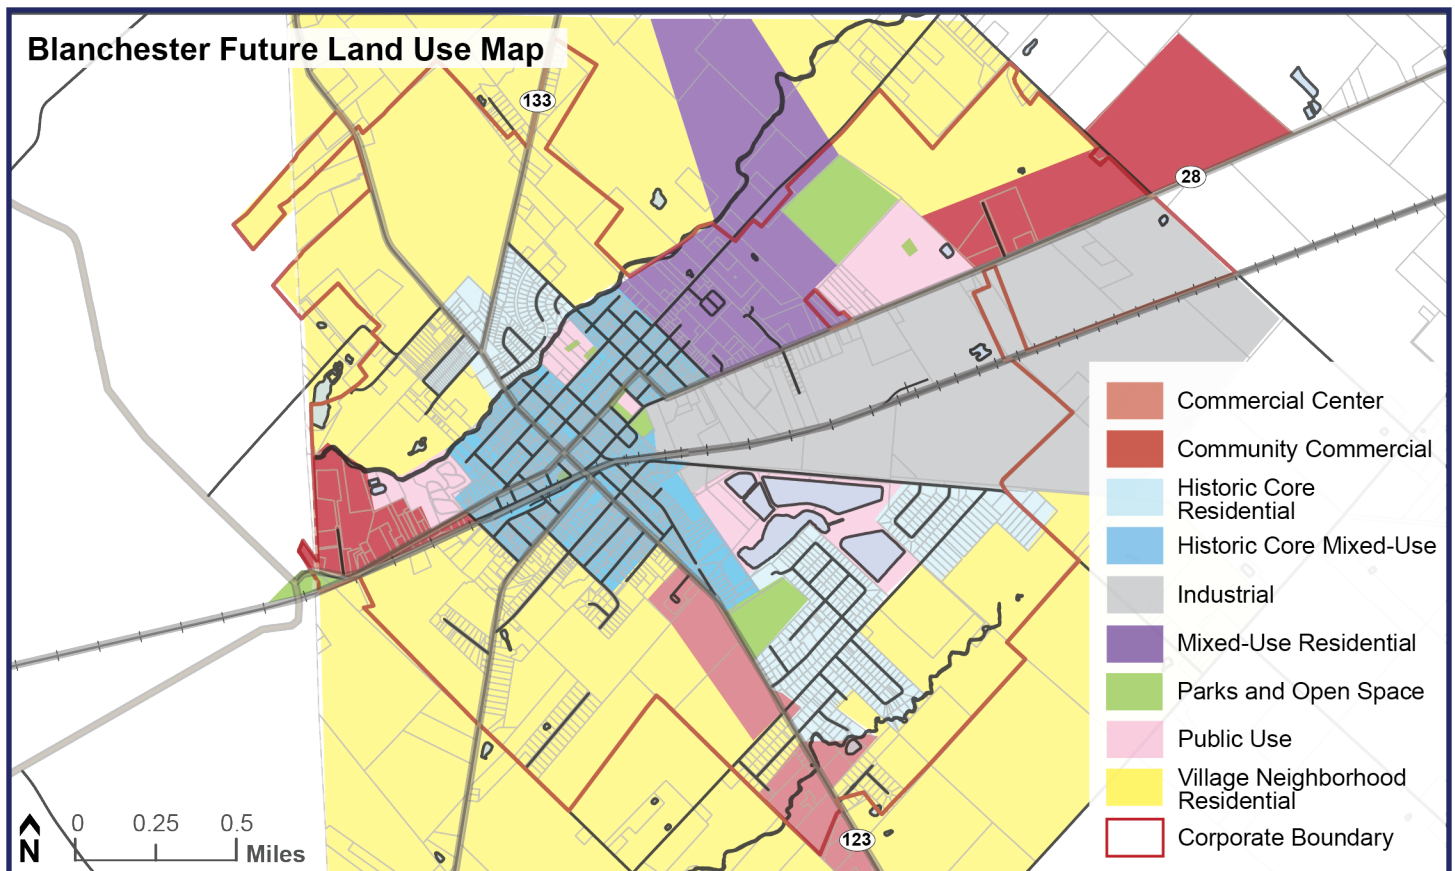 Blanchester Future Land Use Map
133
28
Commercial Center
Community Commercial
Historic Core
Residential
Historic Core Mixed-Use
Industrial
Mixed-Use Residential
Parks and Open Space
Public Use
Village Neighborhood
Residential
Corporate Boundary
123
0 0.25 0.5
Miles
N